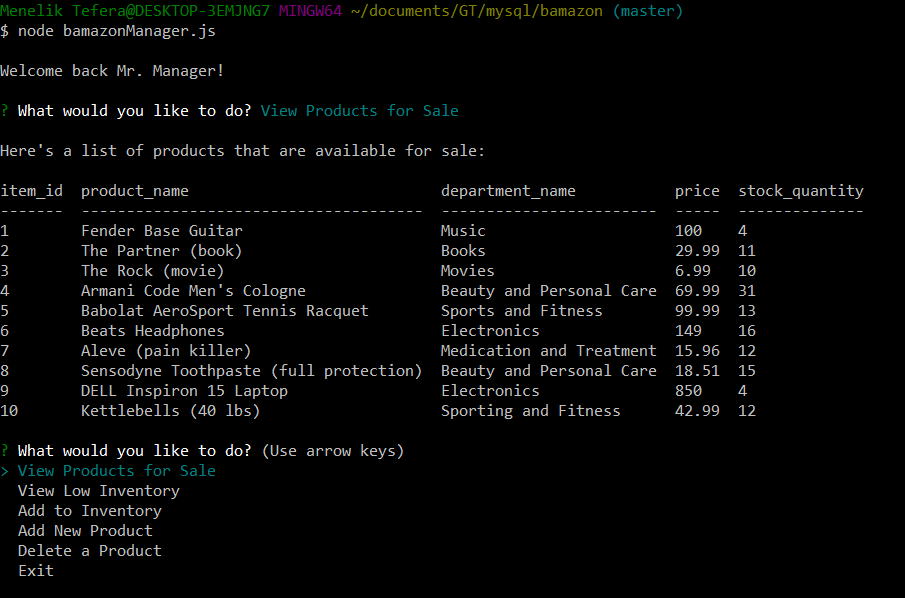 Menelik Tefera@DESKTOP-3EMJNG7 MINGW64 ~/documents/GT/mysql/bamazon (master)
$ node bamazonManager.js
Welcome back Mr. Manager!
? What would you like to do? View Products for Sale
Here's a list of products that are available for sale:
item_id  product_name                            department_name            price  stock_quantity
-------  --------------------------------------  ------------------------  -----  --------------
1        Fender Base Guitar                      Music                     100    4
2        The Partner (book)                      Books                     29.99  11
3        The Rock (movie)                        Movies                    6.99   10
4        Armani Code Men's Cologne               Beauty and Personal Care  69.99  31
5        Babolat AeroSport Tennis Racquet        Sports and Fitness        99.99  13
6        Beats Headphones                        Electronics               149    16
7        Aleve (pain killer)                     Medication and Treatment  15.96  12
8        Sensodyne Toothpaste (full protection)  Beauty and Personal Care  18.51  15
9        DELL Inspiron 15 Laptop                 Electronics               850    4
10       Kettlebells (40 lbs)                    Sporting and Fitness      42.99  12
? What would you like to do? (Use arrow keys)
> View Products for Sale
  View Low Inventory
  Add to Inventory
  Add New Product
  Delete a Product
  Exit